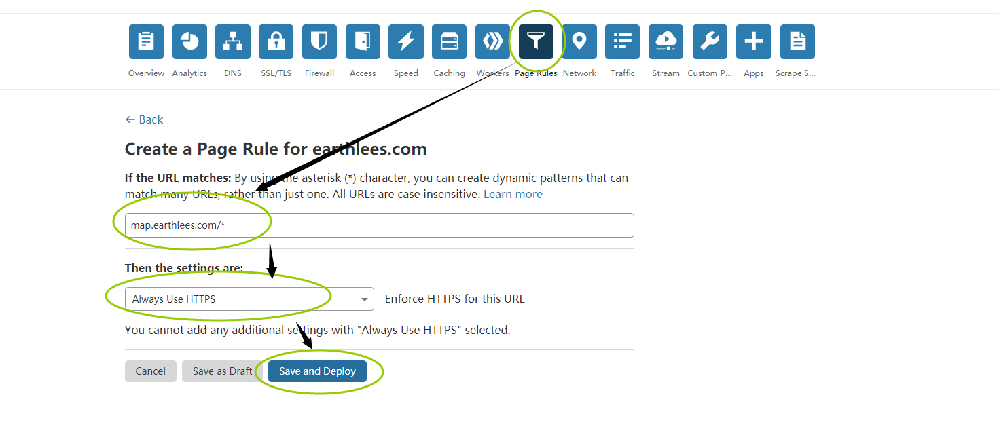 Overview Analytics DNS SSL/TLS Firewall Access Speed Caching Workers Page Rules Network Traffic Stream Custom P... Apps Scrape S...
← Back
Create a Page Rule for earthlees.com
If the URL matches: By using the asterisk (*) character, you can create dynamic patterns that can
match many URLs, rather than just one. All URLs are case insensitive. Learn more
map.earthlees.com/*
Then the settings are:
Always Use HTTPS Enforce HTTPS for this URL
You cannot add any additional settings with "Always Use HTTPS" selected.
Cancel Save as Draft Save and Deploy